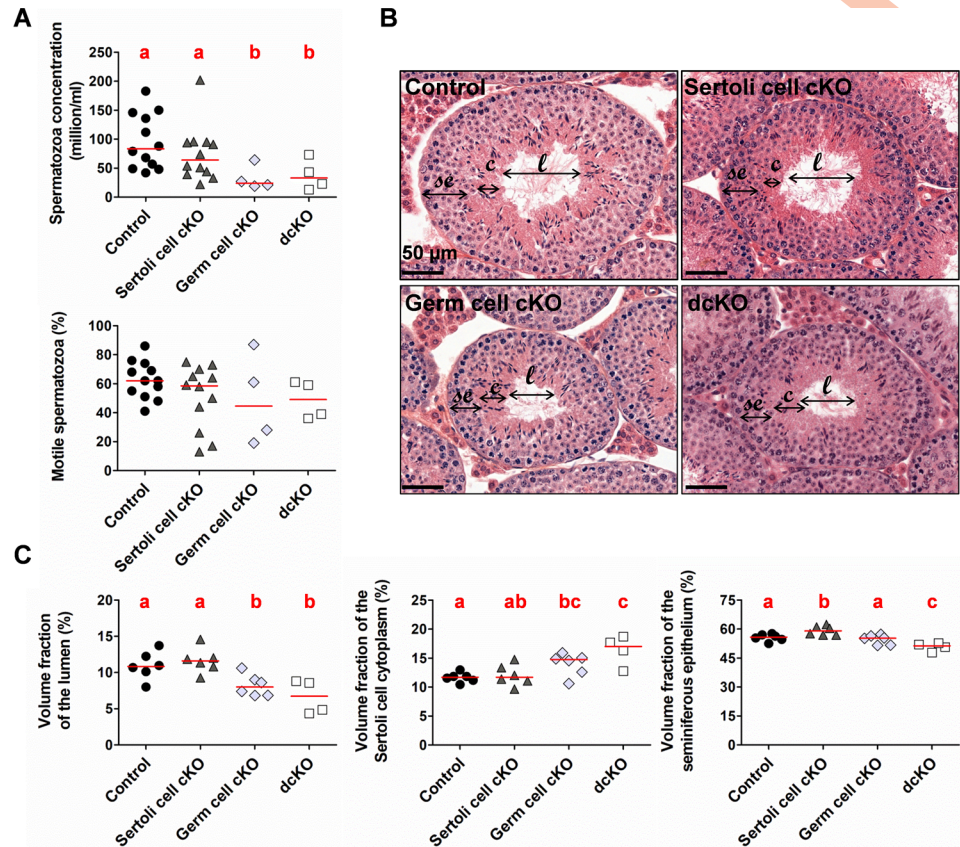 A
Spermatozoa concentration
(million/ml)
250
200
150
100
50
0
a a b b
Control
Sertoli cell cKO
Germ cell cKO
dcKO
Motile spermatozoa (%)
100
80
60
40
20
0
Control
Sertoli cell cKO
Germ cell cKO
dcKO
B
Control
se c l
50 µm
Sertoli cell cKO
se c l
Germ cell cKO
se c l
dcKO
se c l
C
Volume fraction
of the lumen (%)
20
15
10
5
0
a a b b
Control
Sertoli cell cKO
Germ cell cKO
dcKO
Volume fraction of the
Sertoli cell cytoplasm (%)
25
20
15
10
5
0
a ab bc c
Control
Sertoli cell cKO
Germ cell cKO
dcKO
Volume fraction of the
seminiferous epithelium (%)
75
60
45
30
15
0
a b a c
Control
Sertoli cell cKO
Germ cell cKO
dcKO